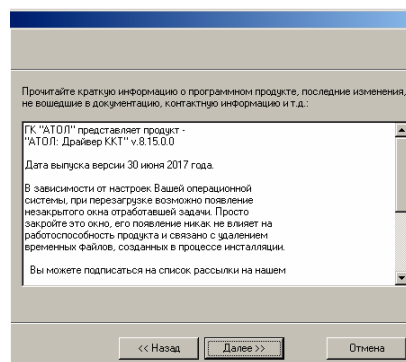 Прочитайте краткую информацию о программном продукте, последние изменения,
не вошедшие в документацию, контактную информацию и т.д.:
ГК "АТОЛ" представляет продукт -
"АТОЛ: Драйвер ККТ" v.8.15.0.0
Дата выпуска версии 30 июня 2017 года.
В зависимости от настроек Вашей операционной
системы, при перезагрузке возможно появление
незакрытого окна отработавшей задачи. Просто
закройте это окно, его появление никак не влияет на
работоспособность продукта и связано с удалением
временных файлов, созданных в процессе инсталляции.
Вы можете подписаться на список рассылки на нашем
<< Назад
Далее >>
Отмена